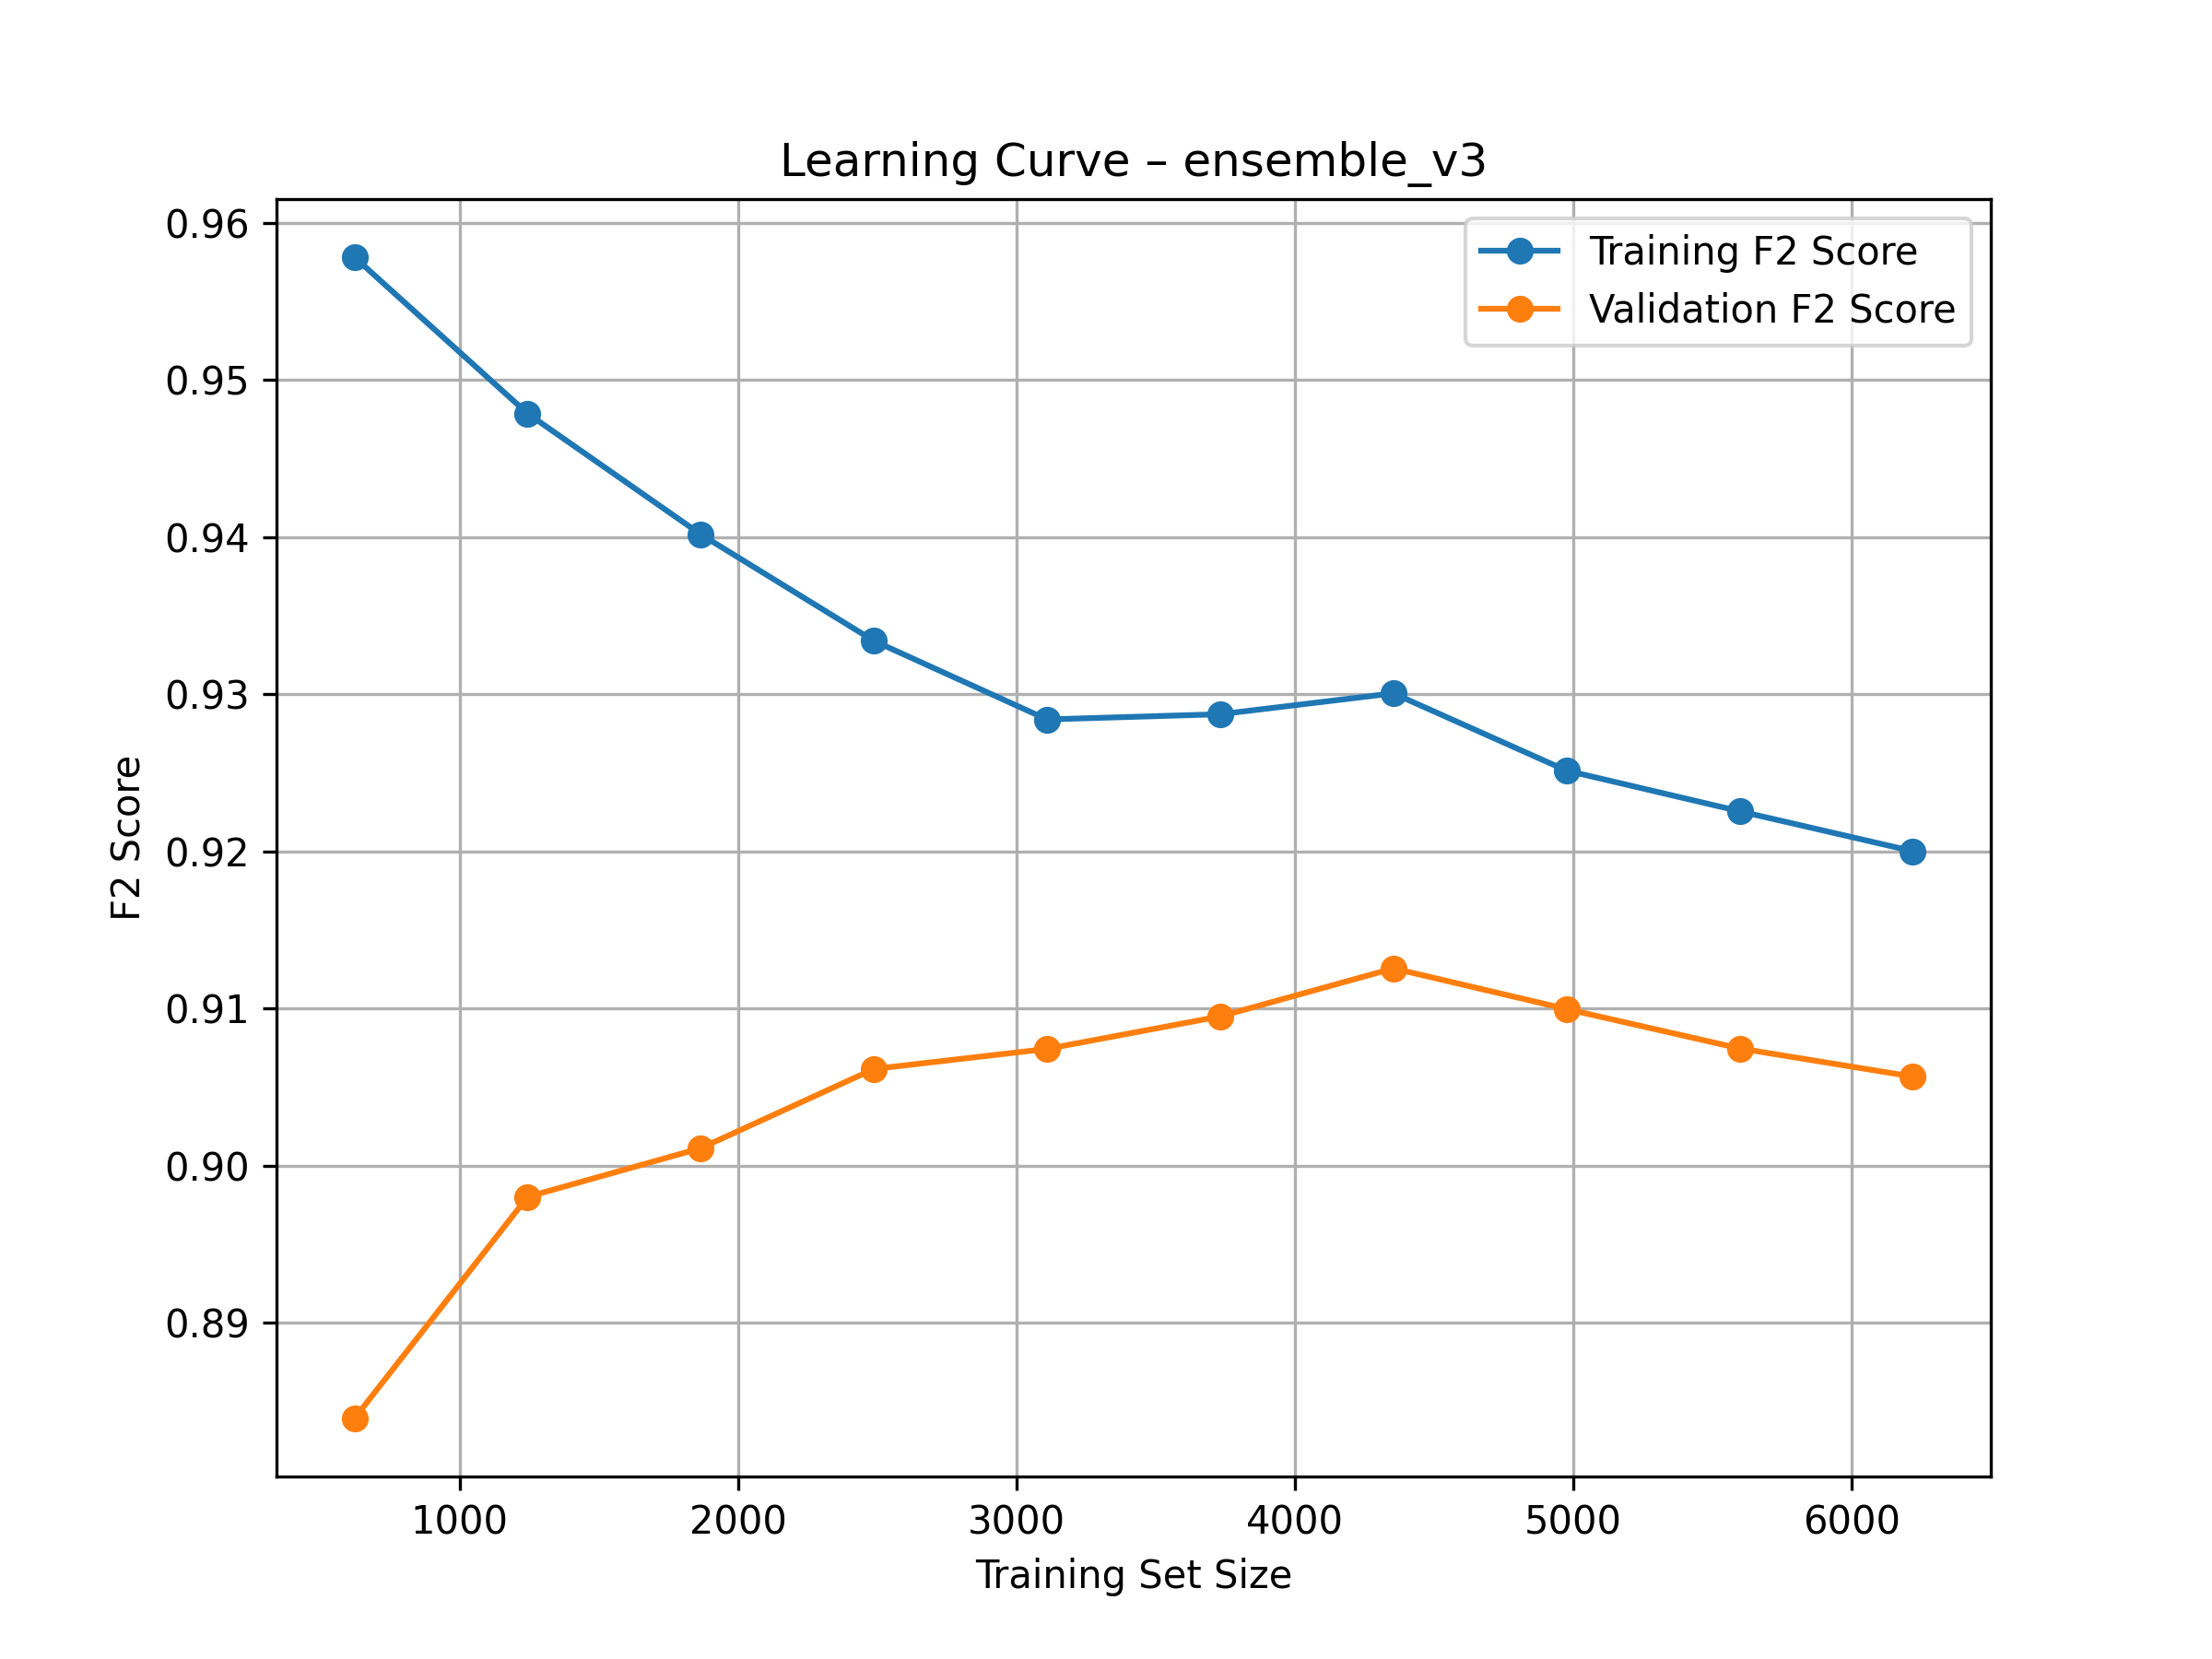 Learning Curve – ensemble_v3
Training F2 Score
Validation F2 Score
0.96
0.95
0.94
0.93
0.92
0.91
0.90
0.89
F2 Score
1000 2000 3000 4000 5000 6000
Training Set Size